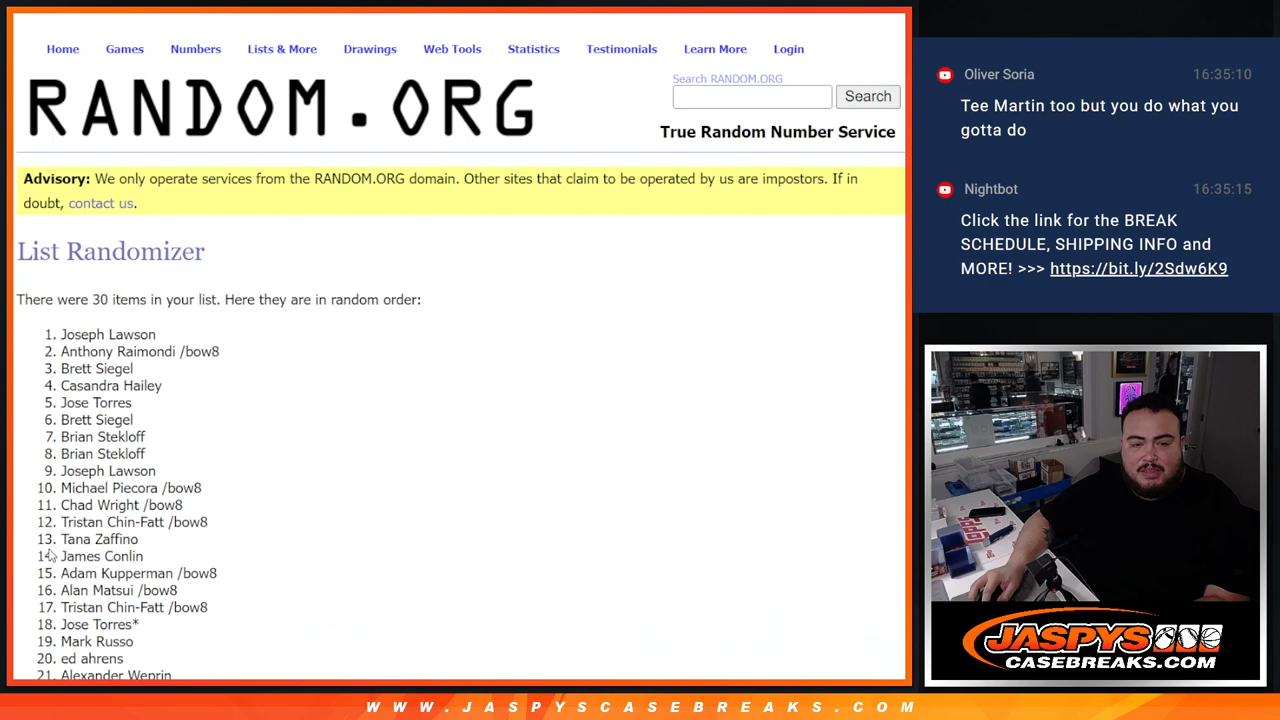 Home Games Numbers Lists & More Drawings Web Tools Statistics Testimonials Learn More Login
RANDOM.ORG
Search RANDOM.ORG
Search
True Random Number Service
Advisory: We only operate services from the RANDOM.ORG domain. Other sites that claim to be operated by us are impostors. If in
doubt, contact us.
List Randomizer
There were 30 items in your list. Here they are in random order:
1. Joseph Lawson
2. Anthony Raimondi /bow8
3. Brett Siegel
4. Casandra Hailey
5. Jose Torres
6. Brett Siegel
7. Brian Stekloff
8. Brian Stekloff
9. Joseph Lawson
10. Michael Piecora /bow8
11. Chad Wright /bow8
12. Tristan Chin-Fatt /bow8
13. Tana Zaffino
14. James Conlin
15. Adam Kupperman /bow8
16. Alan Matsui /bow8
17. Tristan Chin-Fatt /bow8
18. Jose Torres*
19. Mark Russo
20. ed ahrens
21. Alexander Weprin
Oliver Soria 16:35:10
Tee Martin too but you do what you
gotta do
Nightbot 16:35:15
Click the link for the BREAK
SCHEDULE, SHIPPING INFO and
MORE! >>> https://bit.ly/2Sdw6K9
JASPYS
CASEBREAKS.COM
WWW.JASPYSCASEBREAKS.COM